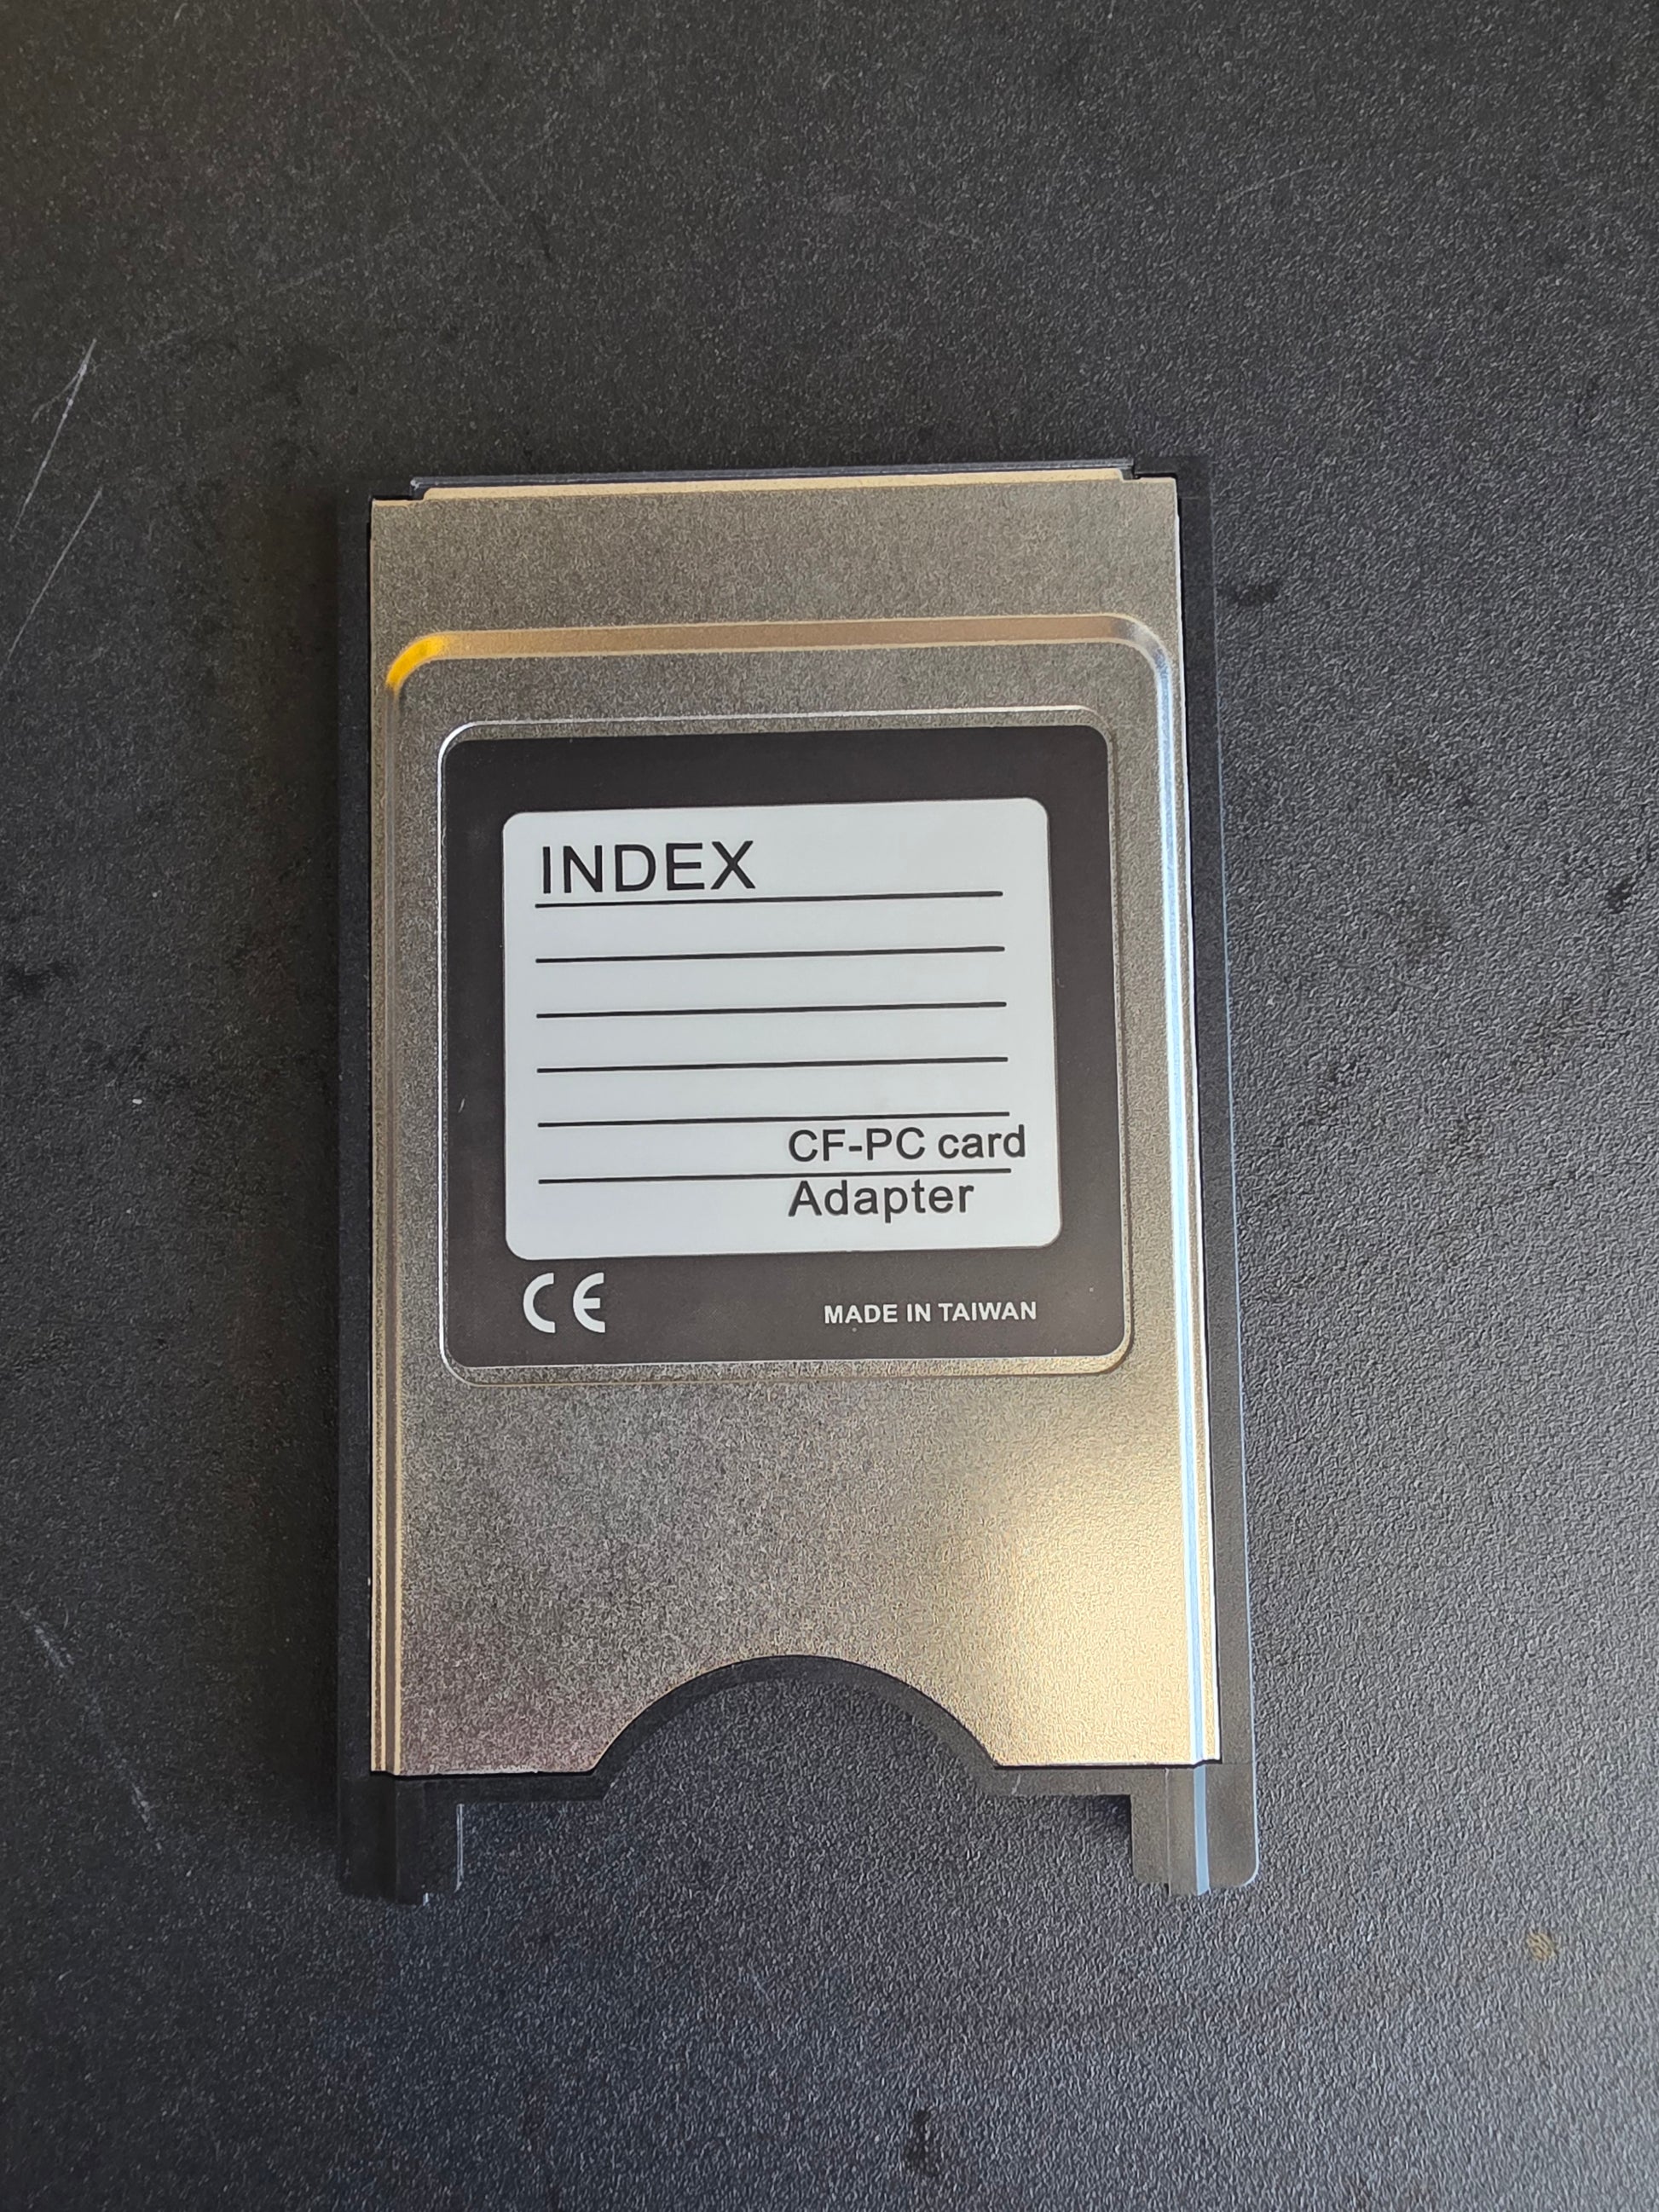 INDEX
CF-PC card
Adapter
CE
MADE IN TAIWAN